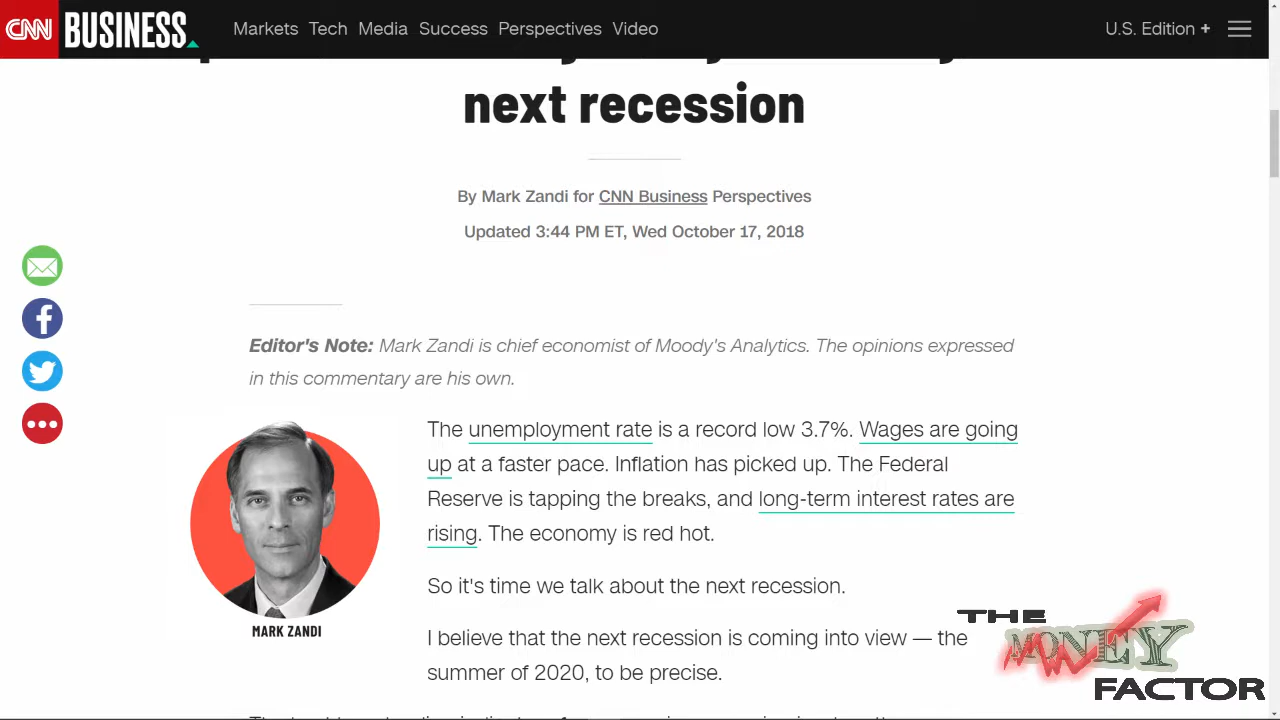 CNN BUSINESS Markets Tech Media Success Perspectives Video U.S. Edition +
next recession
By Mark Zandi for CNN Business Perspectives
Updated 3:44 PM ET, Wed October 17, 2018
Editor's Note: Mark Zandi is chief economist of Moody's Analytics. The opinions expressed
in this commentary are his own.
The unemployment rate is a record low 3.7%. Wages are going
up at a faster pace. Inflation has picked up. The Federal
Reserve is tapping the breaks, and long-term interest rates are
rising. The economy is red hot.
So it's time we talk about the next recession.
MARK ZANDI
I believe that the next recession is coming into view — the
summer of 2020, to be precise.
THE
MONEY
FACTOR